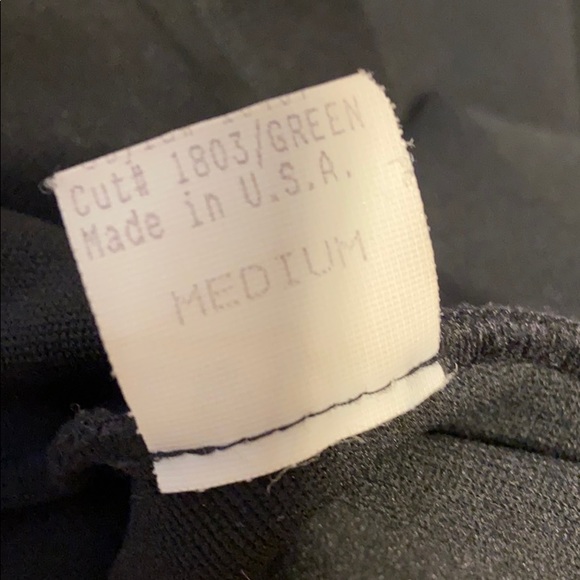 Cut# 1803/GREEN
Made in U.S.A.
MEDIUM